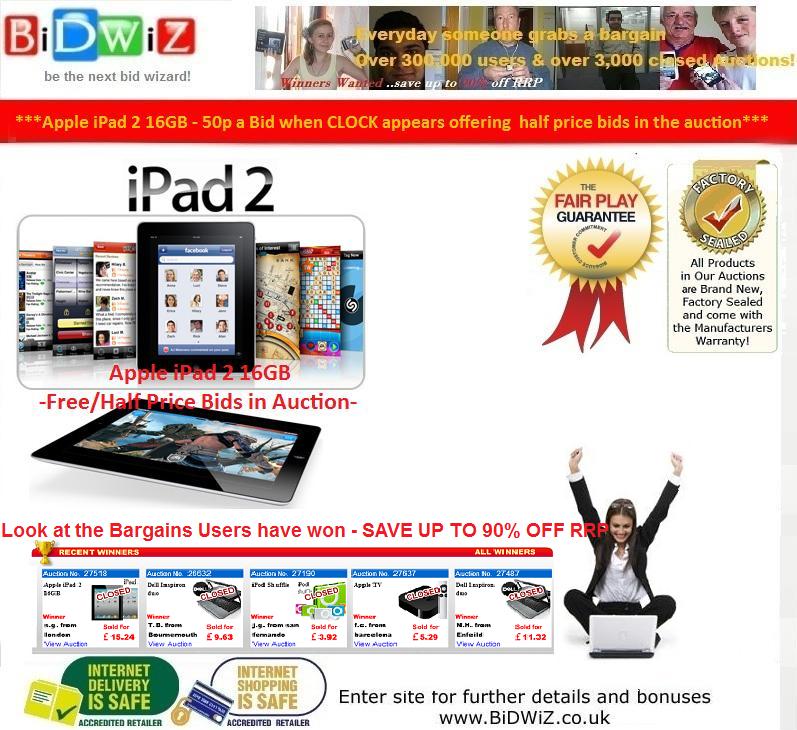 BiDWiZ
be the next bid wizard!
Everyday someone grabs a bargain
Over 300,000 users & over 3,000 closed Auctions!
Winners Wanted ..save up to 90% off RRP
***Apple iPad 2 16GB - 50p a Bid when CLOCK appears offering half price bids in the auction***
iPad 2
facebook
Apple iPad 2 16GB
-Free/Half Price Bids in Auction-
THE
FAIR PLAY
GUARANTEE
FACTORY
SEALED
All Products
in Our Auctions
are Brand New,
Factory Sealed
and come with
the Manufacturers
Warranty!
Look at the Bargains Users have won - SAVE UP TO 90% OFF RRP
RECENT WINNERS
ALL WINNERS
Auction No. 27518
Apple iPad 2
16GB
iPad
CLOSED
Winner
n.g. from
london
Sold for
£ 15.24
View Auction
Auction No. 26632
Dell Inspiron
duo
CLOSED
Winner
T.B. from
Bournemouth
Sold for
£ 9.63
View Auction
Auction No. 27190
iPod Shuffle
CLOSED
Winner
j.g. from san
fernando
Sold for
£ 3.92
View Auction
Auction No. 27637
Apple TV
CLOSED
Winner
f.c. from
barcelona
Sold for
£ 5.29
View Auction
Auction No. 27487
Dell Inspiron
duo
CLOSED
Winner
N.H. from
Enfeild
Sold for
£ 11.32
View Auction
INTERNET
DELIVERY
IS SAFE
ACCREDITED RETAILER
INTERNET
SHOPPING
IS SAFE
ACCREDITED RETAILER
Enter site for further details and bonuses
www.BiDWiZ.co.uk